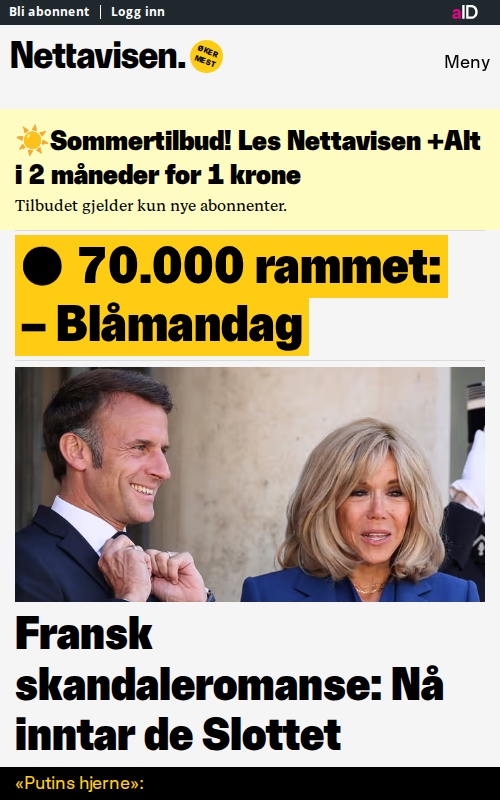 Bli abonnent | Logg inn
aID
Nettavisen.
ØKER
MEST
Meny
☀️Sommertilbud! Les Nettavisen +Alt
i 2 måneder for 1 krone
Tilbudet gjelder kun nye abonnenter.
● 70.000 rammet:
– Blåmandag
Fransk
skandaleromanse: Nå
inntar de Slottet
«Putins hjerne»: